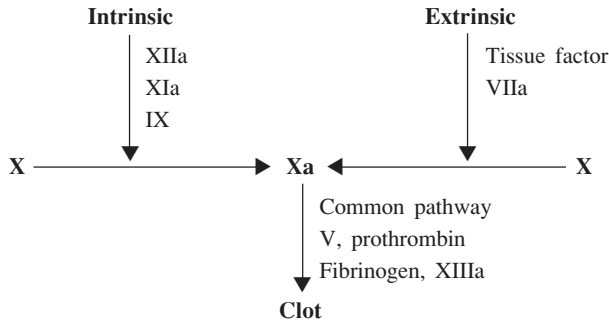 Intrinsic
Extrinsic
XIIa
XIa
IX
Tissue factor
VIIa
X
Xa
X
Common pathway
V, prothrombin
Fibrinogen, XIIIa
Clot